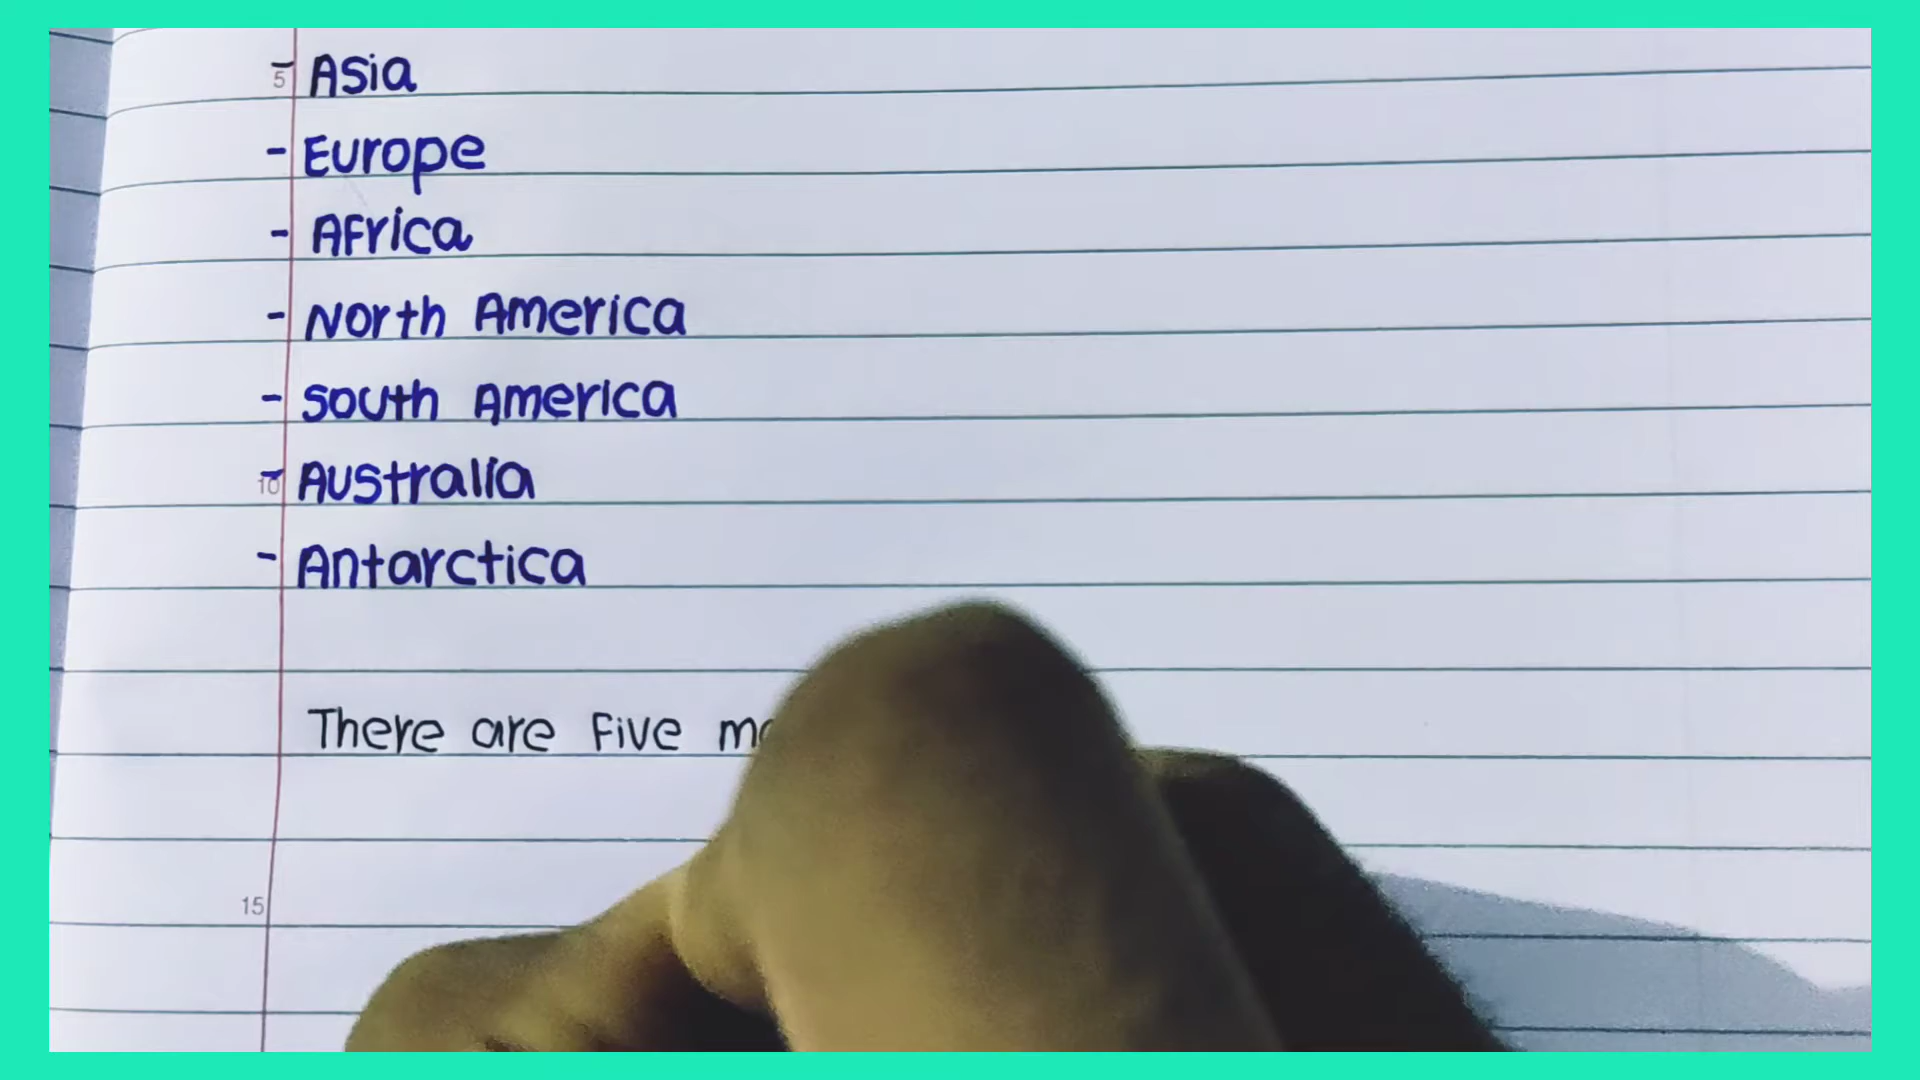 5 - Asia
- Europe
- Africa
- North America
- South America
10 - Australia
- Antarctica
There are five
15